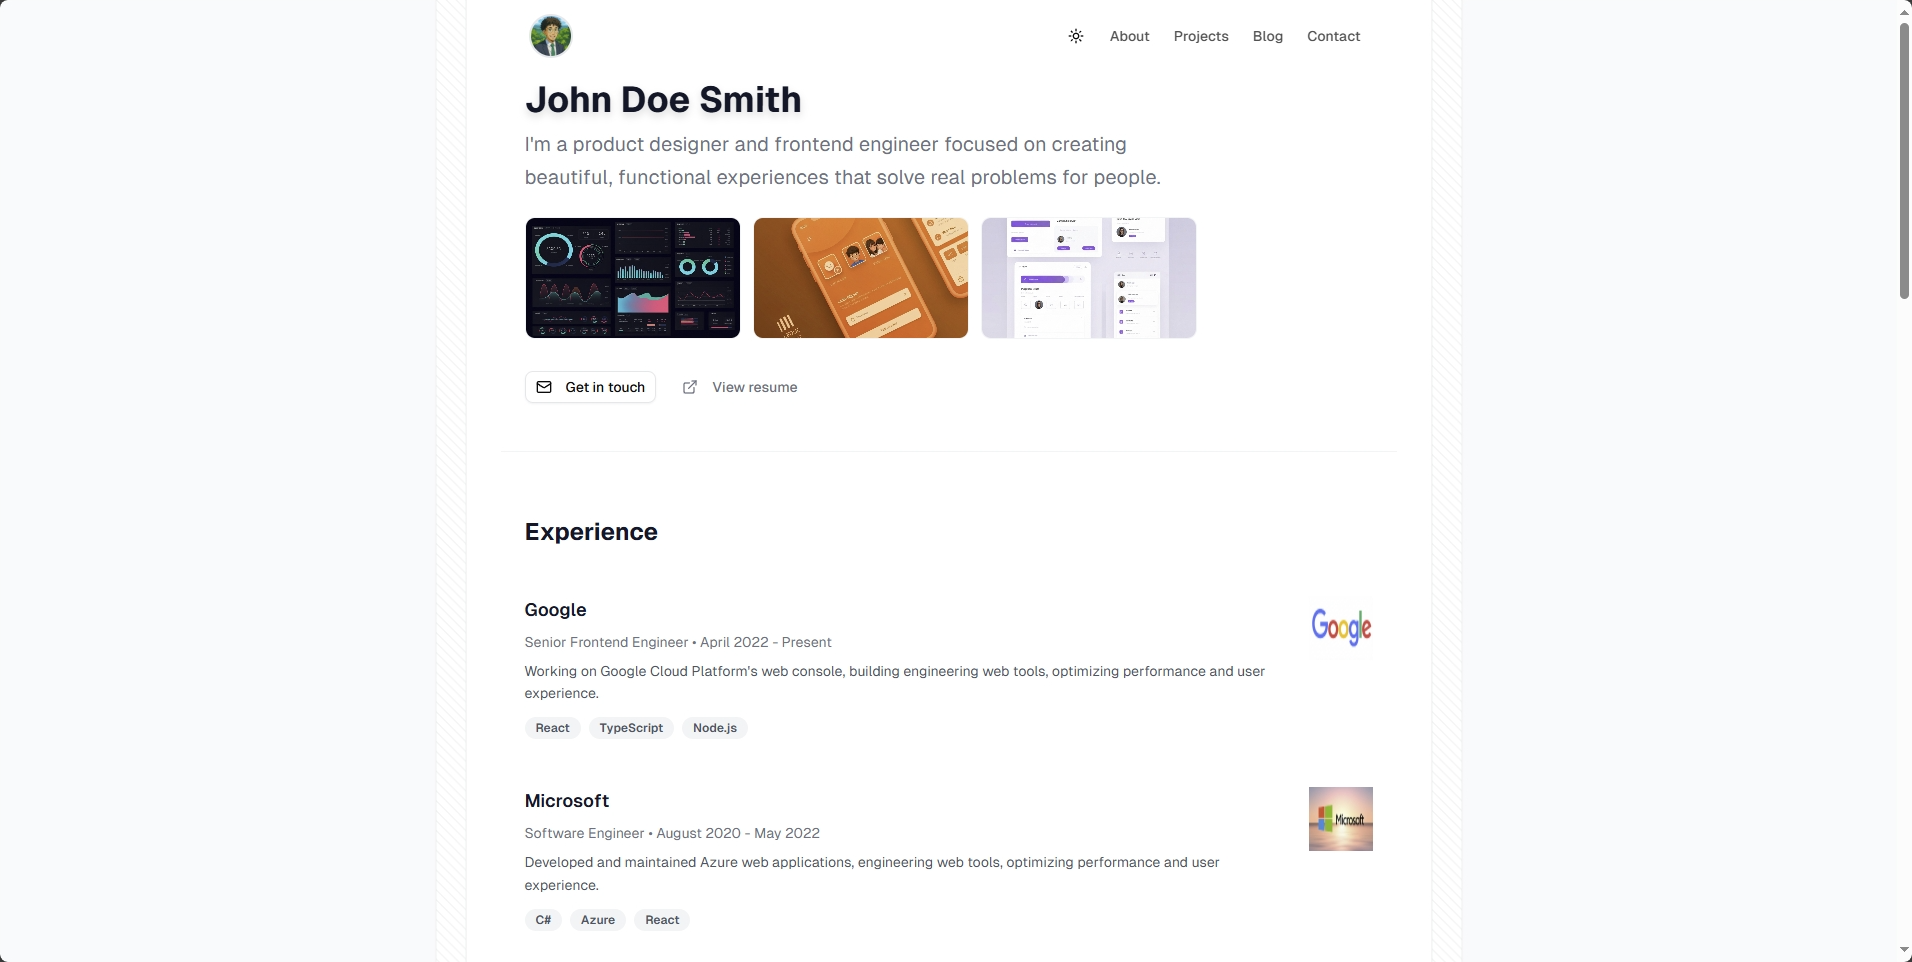 About Projects Blog Contact
John Doe Smith
I'm a product designer and frontend engineer focused on creating
beautiful, functional experiences that solve real problems for people.
Get in touch View resume
Experience
Google
Google
Senior Frontend Engineer • April 2022 - Present
Working on Google Cloud Platform's web console, building engineering web tools, optimizing performance and user
experience.
React TypeScript Node.js
Microsoft
Microsoft
Software Engineer • August 2020 - May 2022
Developed and maintained Azure web applications, engineering web tools, optimizing performance and user
experience.
C# Azure React